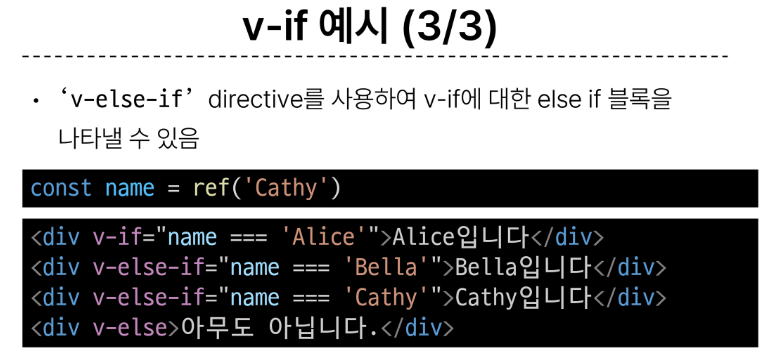 v-if 예시 (3/3)
• ‘v-else-if’ directive를 사용하여 v-if에 대한 else if 블록을
나타낼 수 있음
const name = ref('Cathy')
<div v-if="name === 'Alice'">Alice입니다</div>
<div v-else-if="name === 'Bella'">Bella입니다</div>
<div v-else-if="name === 'Cathy'">Cathy입니다</div>
<div v-else>아무도 아닙니다.</div>